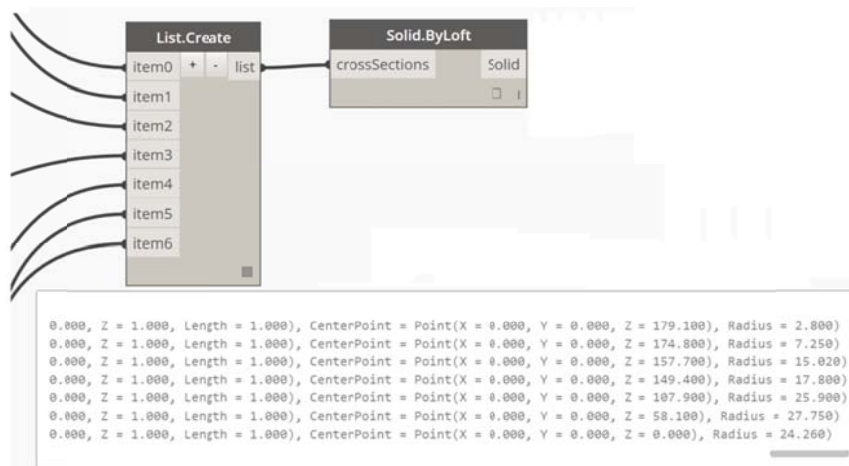 List.Create
Solid.ByLoft
item0 + - list
crossSections Solid
item1
item2
item3
item4
item5
item6
0.000, Z = 1.000, Length = 1.000), CenterPoint = Point(X = 0.000, Y = 0.000, Z = 179.100), Radius = 2.800)
0.000, Z = 1.000, Length = 1.000), CenterPoint = Point(X = 0.000, Y = 0.000, Z = 174.800), Radius = 7.250)
0.000, Z = 1.000, Length = 1.000), CenterPoint = Point(X = 0.000, Y = 0.000, Z = 157.700), Radius = 15.020)
0.000, Z = 1.000, Length = 1.000), CenterPoint = Point(X = 0.000, Y = 0.000, Z = 149.400), Radius = 17.800)
0.000, Z = 1.000, Length = 1.000), CenterPoint = Point(X = 0.000, Y = 0.000, Z = 107.900), Radius = 25.900)
0.000, Z = 1.000, Length = 1.000), CenterPoint = Point(X = 0.000, Y = 0.000, Z = 58.100), Radius = 27.750)
0.000, Z = 1.000, Length = 1.000), CenterPoint = Point(X = 0.000, Y = 0.000, Z = 0.000), Radius = 24.260)